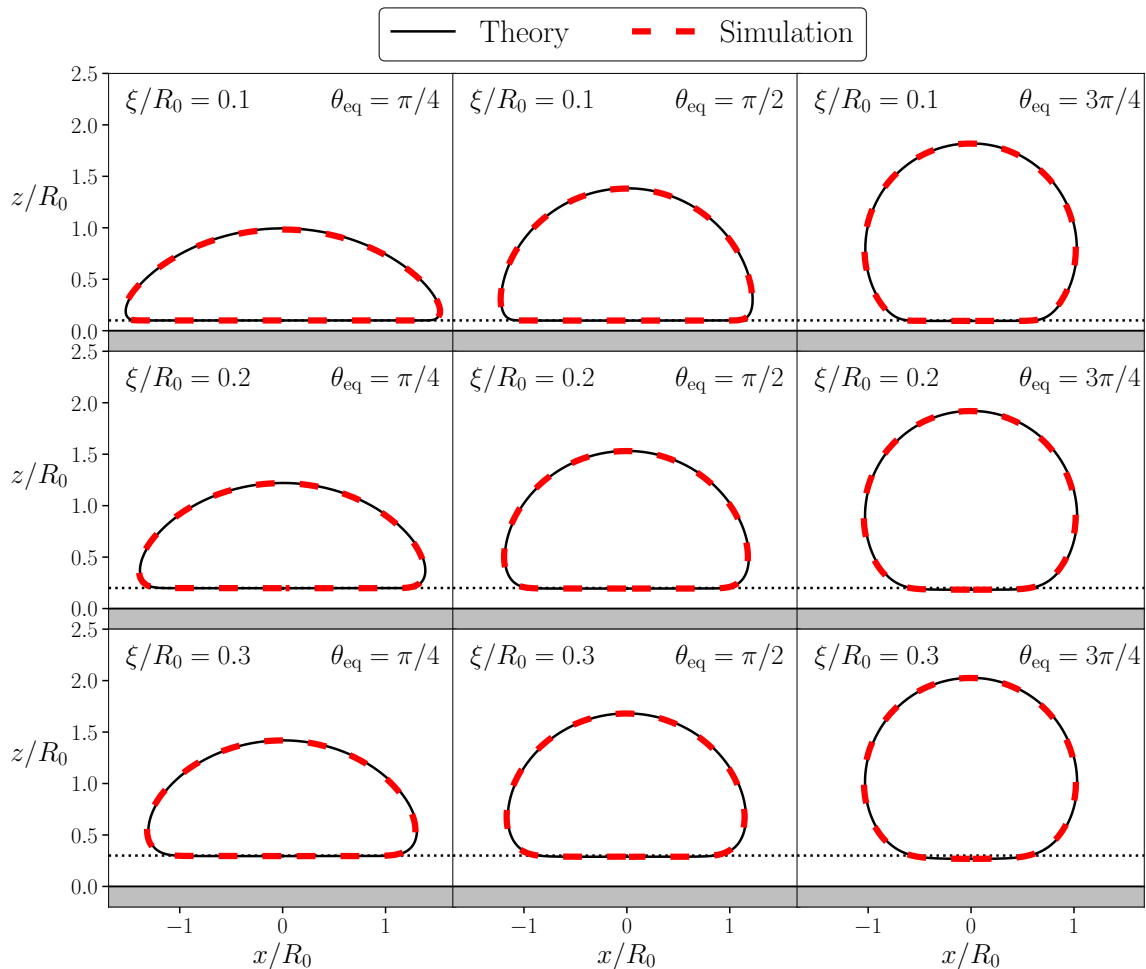 Theory Simulation
ξ/R₀ = 0.1 θeq = π/4 ξ/R₀ = 0.1 θeq = π/2 ξ/R₀ = 0.1 θeq = 3π/4
2.5
2.0
1.5
z/R₀
1.0
0.5
0.0
ξ/R₀ = 0.2 θeq = π/4 ξ/R₀ = 0.2 θeq = π/2 ξ/R₀ = 0.2 θeq = 3π/4
2.5
2.0
1.5
z/R₀
1.0
0.5
0.0
ξ/R₀ = 0.3 θeq = π/4 ξ/R₀ = 0.3 θeq = π/2 ξ/R₀ = 0.3 θeq = 3π/4
2.5
2.0
1.5
z/R₀
1.0
0.5
0.0
−1 0 1 −1 0 1 −1 0 1
x/R₀ x/R₀ x/R₀